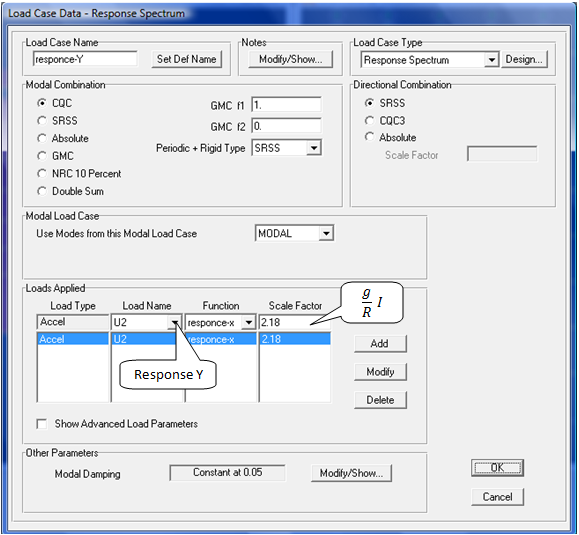 Load Case Data - Response Spectrum
Load Case Name
responce-Y
Set Def Name
Notes
Modify/Show...
Load Case Type
Response Spectrum
Design...
Modal Combination
CQC
SRSS
Absolute
GMC
NRC 10 Percent
Double Sum
GMC f1 1.
GMC f2 0.
Periodic + Rigid Type SRSS
Directional Combination
SRSS
CQC3
Absolute
Scale Factor
Modal Load Case
Use Modes from this Modal Load Case MODAL
Loads Applied
Load Type Load Name Function Scale Factor
Accel U2 responce-x 2.18
Accel U2 responce-x 2.18
g/R I
Response Y
Add
Modify
Delete
Show Advanced Load Parameters
Other Parameters
Modal Damping Constant at 0.05 Modify/Show...
OK
Cancel